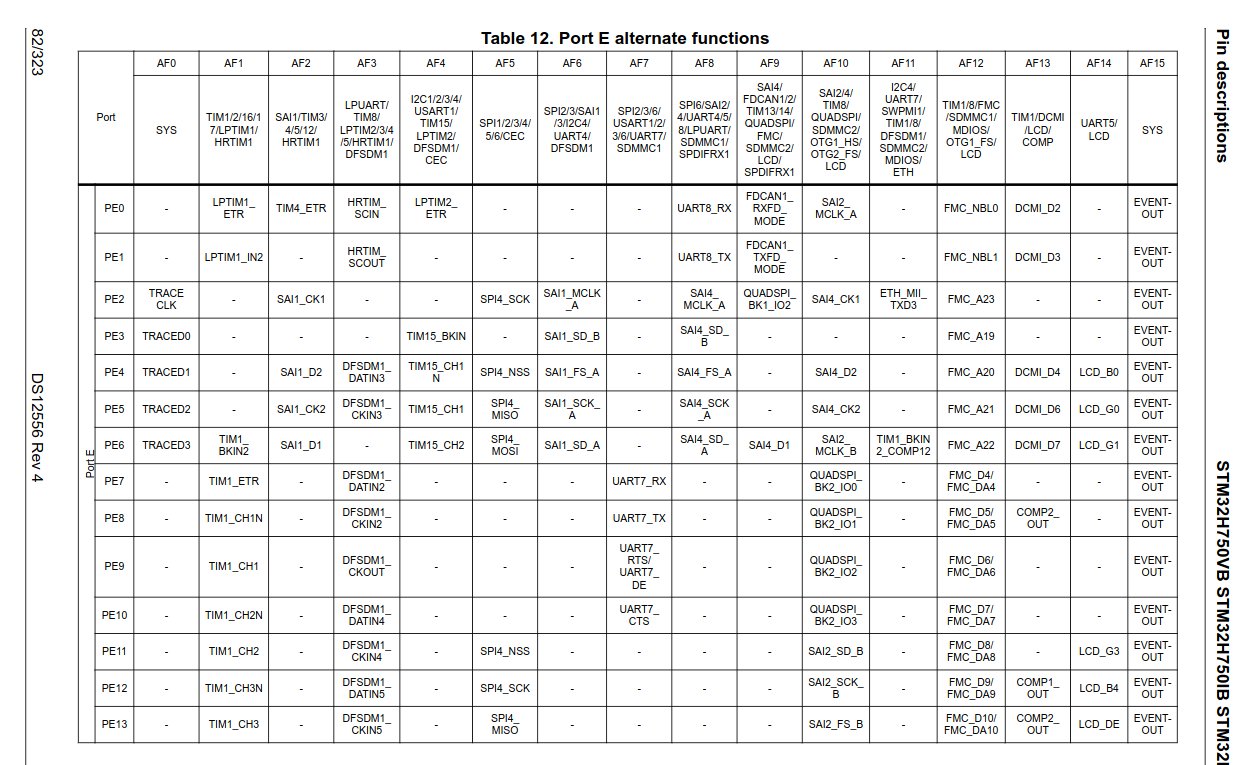 Table 12. Port E alternate functions
Port AF0 AF1 AF2 AF3 AF4 AF5 AF6 AF7 AF8 AF9 AF10 AF11 AF12 AF13 AF14 AF15
SYS
TIM1/2/16/1
7/LPTIM1/
HRTIM1
SAI1/TIM3/
4/5/12/
HRTIM1
LPUART/
TIM8/
LPTIM2/3/4
/5/HRTIM1/
DFSDM1
I2C1/2/3/4/
USART1/
TIM15/
LPTIM2/
DFSDM1/
CEC
SPI1/2/3/4/
5/6/CEC
SPI2/3/SAI1
/3/I2C4/
UART4/
DFSDM1
SPI2/3/6/
USART1/2/
3/6/UART7/
SDMMC1
SPI6/SAI2/
4/UART4/5/
8/LPUART/
SDMMC1/
SPDIFRX1
SAI4/
FDCAN1/2/
TIM13/14/
QUADSPI/
FMC/
SDMMC2/
LCD/
SPDIFRX1
SAI2/4/
TIM8/
QUADSPI/
SDMMC2/
OTG1_HS/
OTG2_FS/
LCD
I2C4/
UART7/
SWPMI1/
TIM1/8/
DFSDM1/
SDMMC2/
MDIOS/
ETH
TIM1/8/FMC
/SDMMC1/
MDIOS/
OTG1_FS/
LCD
TIM1/DCMI
/LCD/
COMP
UART5/
LCD
SYS
Port E
PE0 - LPTIM1_ETR TIM4_ETR HRTIM_SCIN LPTIM2_ETR - - - UART8_RX FDCAN1_RXFD_MODE SAI2_MCLK_A - FMC_NBL0 DCMI_D2 - EVENT-OUT
PE1 - LPTIM1_IN2 - HRTIM_SCOUT - - - - UART8_TX FDCAN1_TXFD_MODE - - FMC_NBL1 DCMI_D3 - EVENT-OUT
PE2 TRACE CLK - SAI1_CK1 - - SPI4_SCK SAI1_MCLK_A - SAI4_MCLK_A QUADSPI_BK1_IO2 SAI4_CK1 ETH_MII_TXD3 FMC_A23 - - EVENT-OUT
PE3 TRACED0 - - - TIM15_BKIN - SAI1_SD_B - SAI4_SD_B - - - FMC_A19 - - EVENT-OUT
PE4 TRACED1 - SAI1_D2 DFSDM1_DATIN3 TIM15_CH1N SPI4_NSS SAI1_FS_A - SAI4_FS_A - SAI4_D2 - FMC_A20 DCMI_D4 LCD_B0 EVENT-OUT
PE5 TRACED2 - SAI1_CK2 DFSDM1_CKIN3 TIM15_CH1 SPI4_MISO SAI1_SCK_A - SAI4_SCK_A - SAI4_CK2 - FMC_A21 DCMI_D6 LCD_G0 EVENT-OUT
PE6 TRACED3 TIM1_BKIN2 SAI1_D1 - TIM15_CH2 SPI4_MOSI SAI1_SD_A - SAI4_SD_A SAI4_D1 SAI2_MCLK_B TIM1_BKIN2_COMP12 FMC_A22 DCMI_D7 LCD_G1 EVENT-OUT
PE7 - TIM1_ETR - DFSDM1_DATIN2 - - - UART7_RX - - QUADSPI_BK2_IO0 - FMC_D4/FMC_DA4 - - EVENT-OUT
PE8 - TIM1_CH1N - DFSDM1_CKIN2 - - - UART7_TX - - QUADSPI_BK2_IO1 - FMC_D5/FMC_DA5 COMP2_OUT - EVENT-OUT
PE9 - TIM1_CH1 - DFSDM1_CKOUT - - - UART7_RTS/UART7_DE - - QUADSPI_BK2_IO2 - FMC_D6/FMC_DA6 - - EVENT-OUT
PE10 - TIM1_CH2N - DFSDM1_DATIN4 - - - UART7_CTS - - QUADSPI_BK2_IO3 - FMC_D7/FMC_DA7 - - EVENT-OUT
PE11 - TIM1_CH2 - DFSDM1_CKIN4 - SPI4_NSS - - - - SAI2_SD_B - FMC_D8/FMC_DA8 - LCD_G3 EVENT-OUT
PE12 - TIM1_CH3N - DFSDM1_DATIN5 - SPI4_SCK - - - - SAI2_SCK_B - FMC_D9/FMC_DA9 COMP1_OUT LCD_B4 EVENT-OUT
PE13 - TIM1_CH3 - DFSDM1_CKIN5 - SPI4_MISO - - - - SAI2_FS_B - FMC_D10/FMC_DA10 COMP2_OUT LCD_DE EVENT-OUT
82/323
DS12556 Rev 4
Pin descriptions
STM32H750VB STM32H750IB STM32